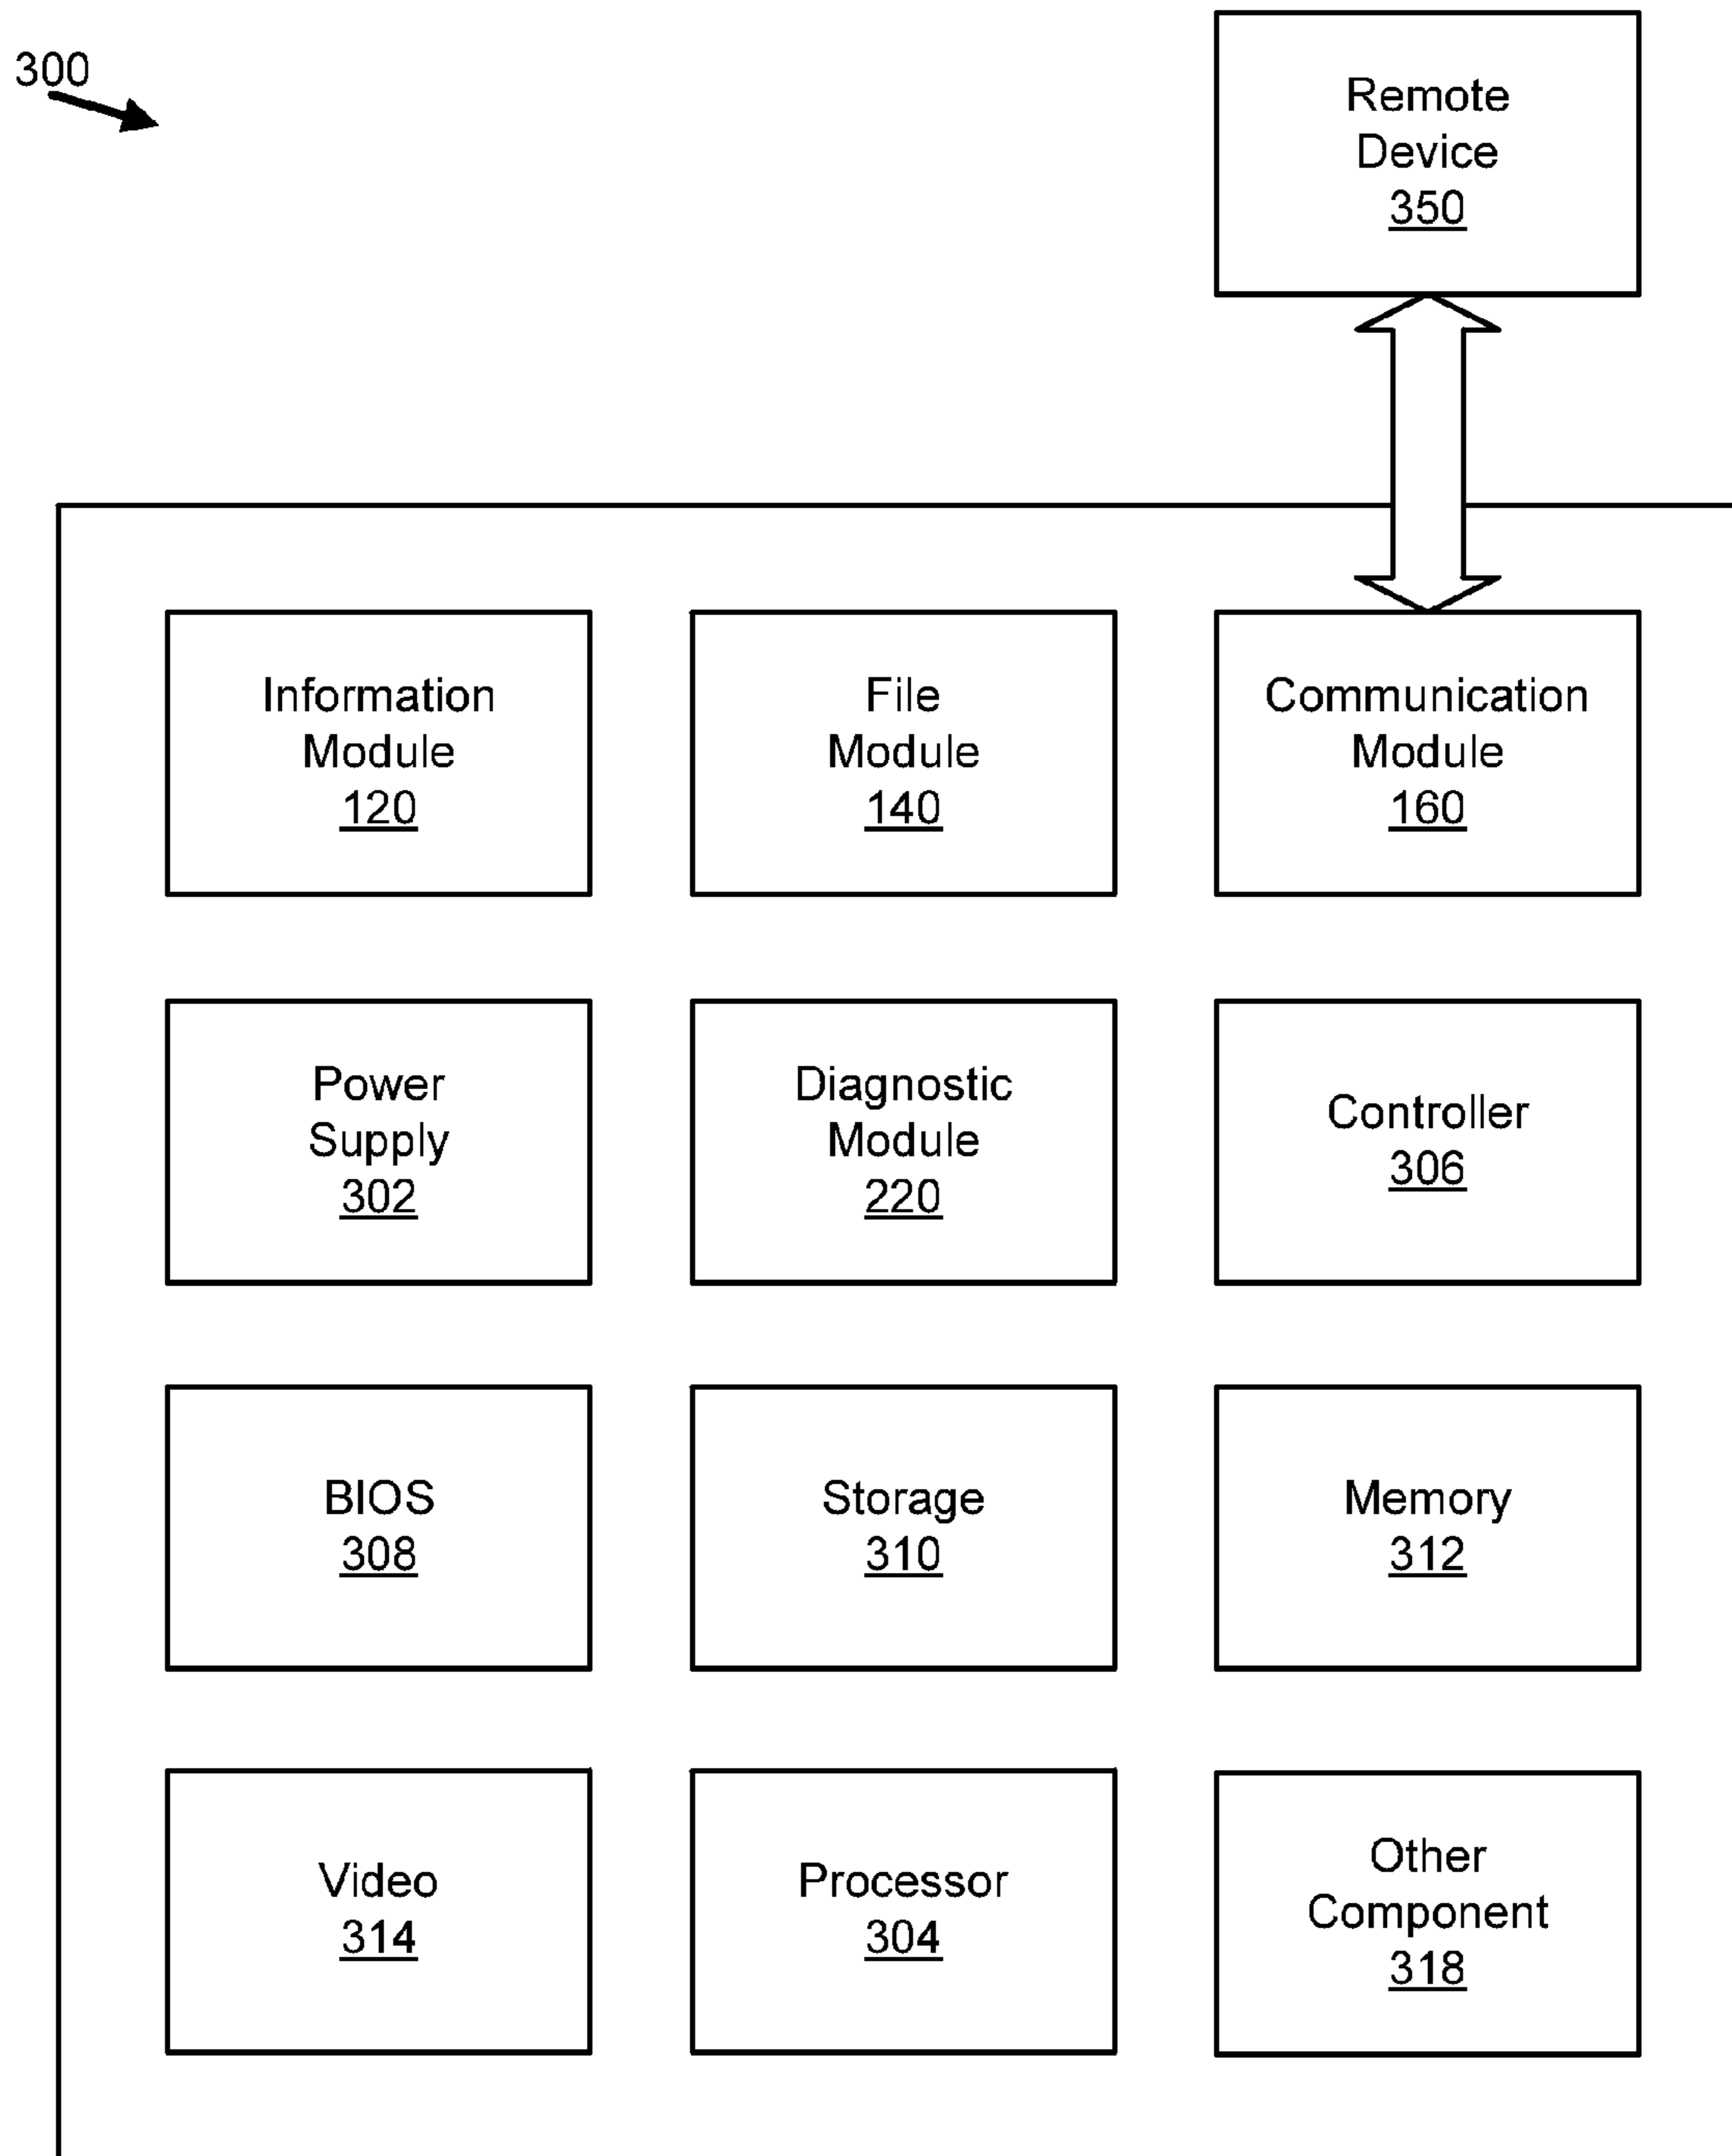 300
Remote
Device
350
Information
Module
120
File
Module
140
Communication
Module
160
Power
Supply
302
Diagnostic
Module
220
Controller
306
BIOS
308
Storage
310
Memory
312
Video
314
Processor
304
Other
Component
318